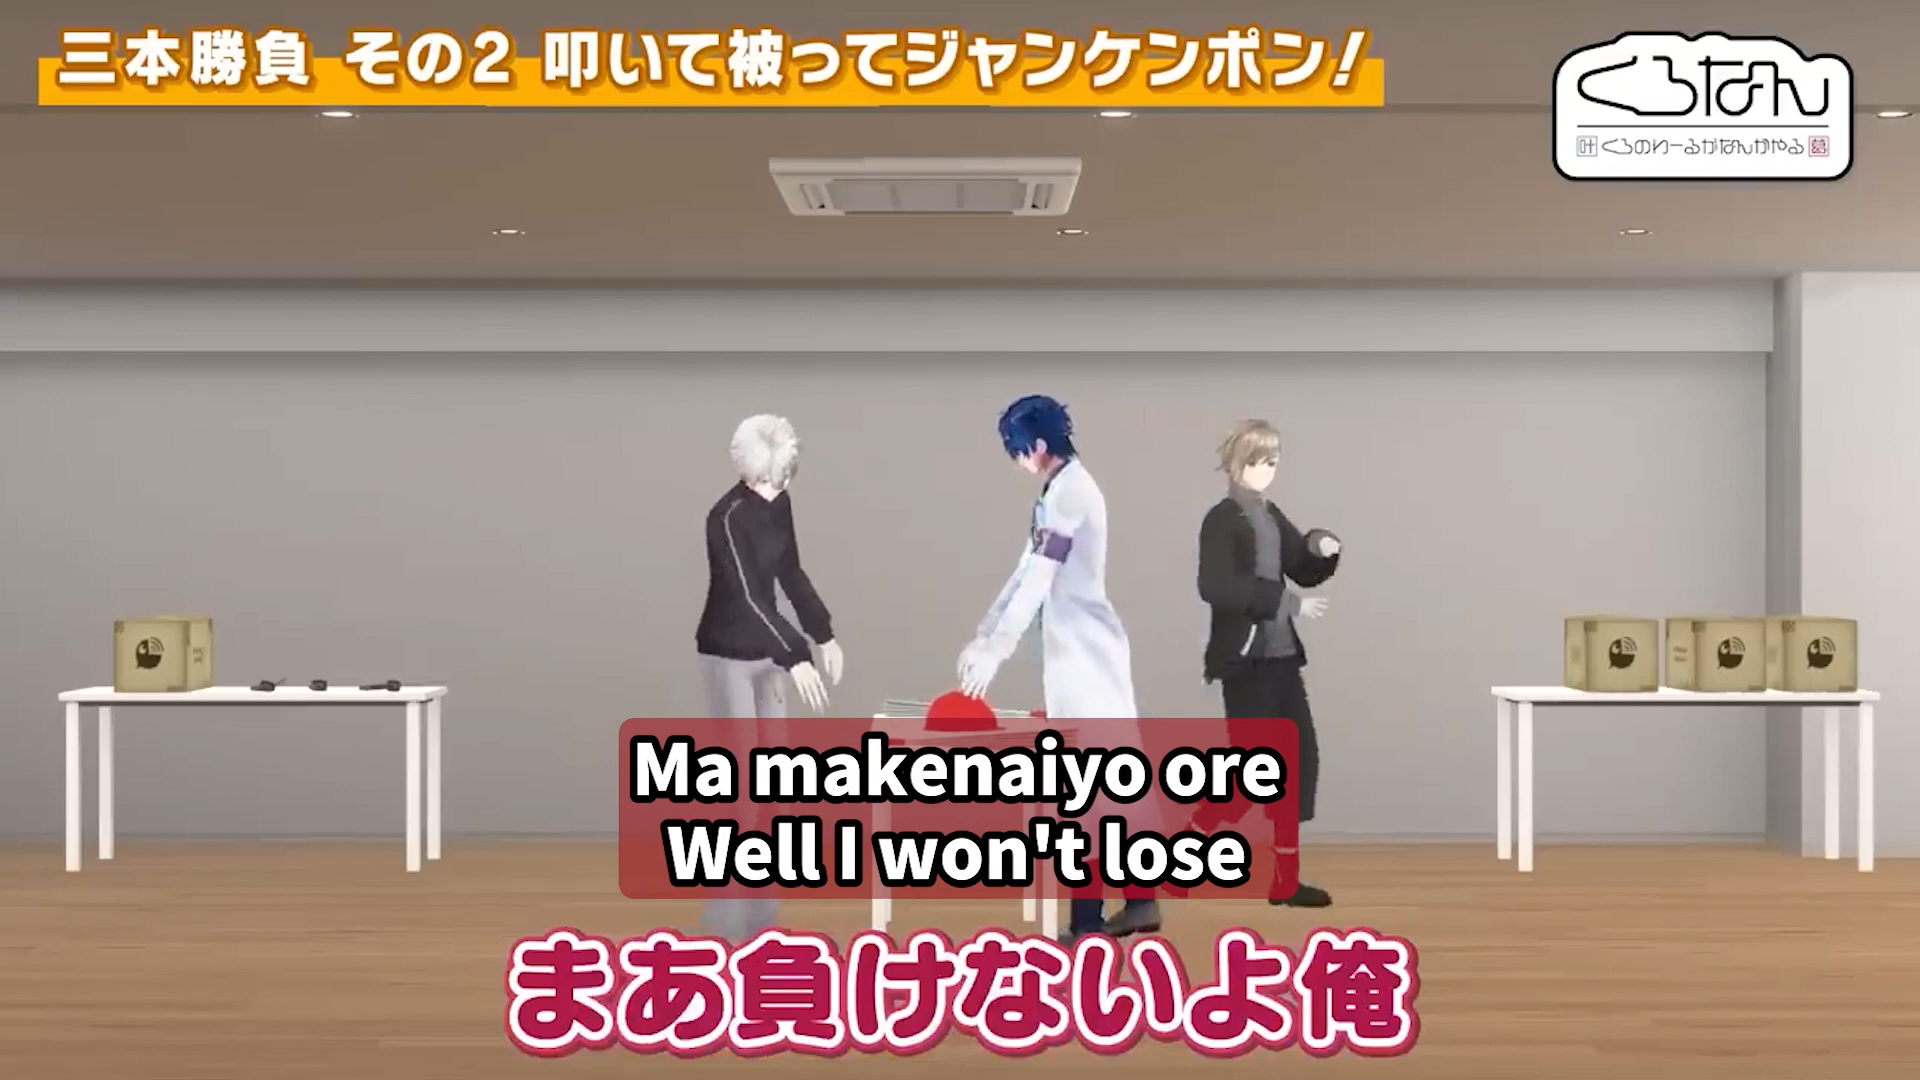 三本勝負 その2 叩いて被ってジャンケンポン!
くろなん
叶 くろのわーるがなんかやる 葛
Ma makenaiyo ore
Well I won't lose
まあ負けないよ俺